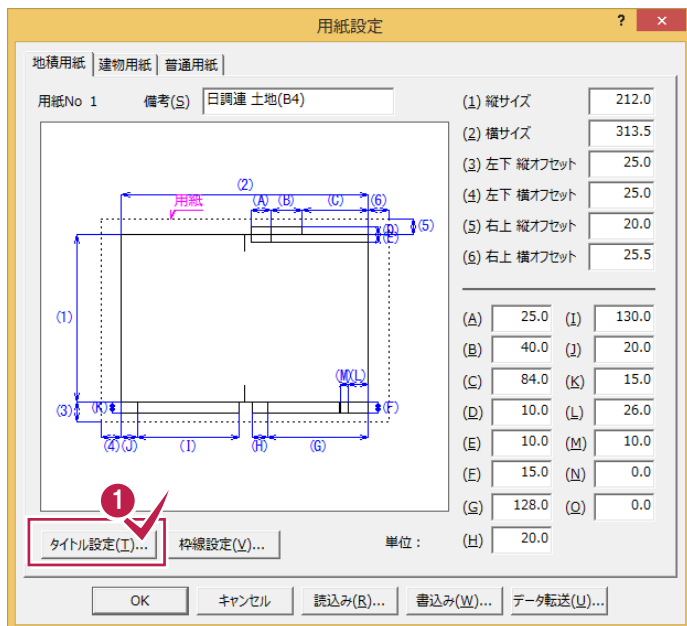 用紙設定
? ×
地積用紙 建物用紙 普通用紙
用紙No 1 備考(S) 日調連 土地(B4)
(1) 縦サイズ 212.0
(2) 横サイズ 313.5
(3) 左下 縦オフセット 25.0
(4) 左下 横オフセット 25.0
(5) 右上 縦オフセット 20.0
(6) 右上 横オフセット 25.5
(2)
用紙 (A) (B) (C) (6)
(D) (5)
(E)
(1)
(M)(L)
(3) (K) (F)
(4) (J) (I) (H) (G)
(A) 25.0 (I) 130.0
(B) 40.0 (J) 20.0
(C) 84.0 (K) 15.0
(D) 10.0 (L) 26.0
(E) 10.0 (M) 10.0
(F) 15.0 (N) 0.0
(G) 128.0 (O) 0.0
(H) 20.0
1
タイトル設定(T)... 枠線設定(V)... 単位：
OK キャンセル 読込み(R)... 書込み(W)... データ転送(U)...